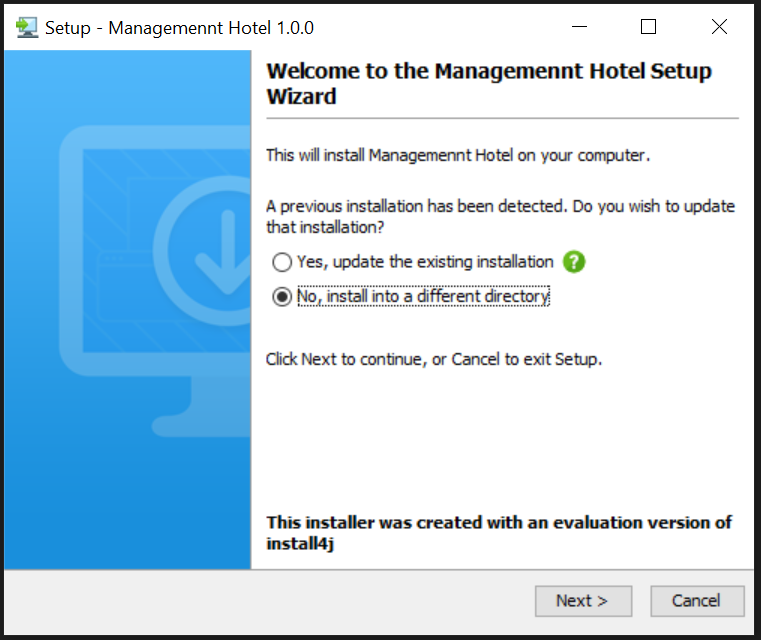 Setup - Managemennt Hotel 1.0.0
Welcome to the Managemennt Hotel Setup
Wizard
This will install Managemennt Hotel on your computer.
A previous installation has been detected. Do you wish to update
that installation?
Yes, update the existing installation ?
No, install into a different directory
Click Next to continue, or Cancel to exit Setup.
This installer was created with an evaluation version of
install4j
Next >
Cancel